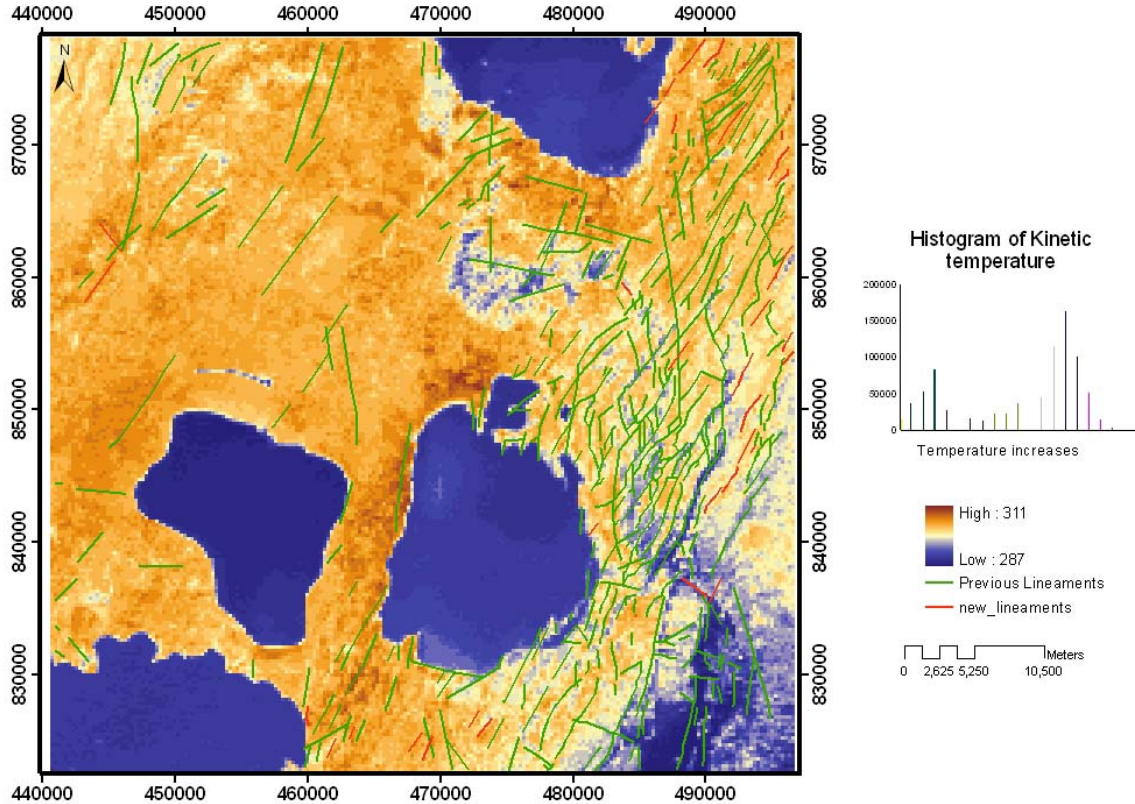 440000 450000 460000 470000 480000 490000
N
870000 870000
860000 860000
850000 850000
840000 840000
830000 830000
440000 450000 460000 470000 480000 490000
Histogram of Kinetic
temperature
200000
150000
100000
50000
0
Temperature increases
High : 311
Low : 287
Previous Lineaments
new_lineaments
Meters
0 2,625 5,250 10,500